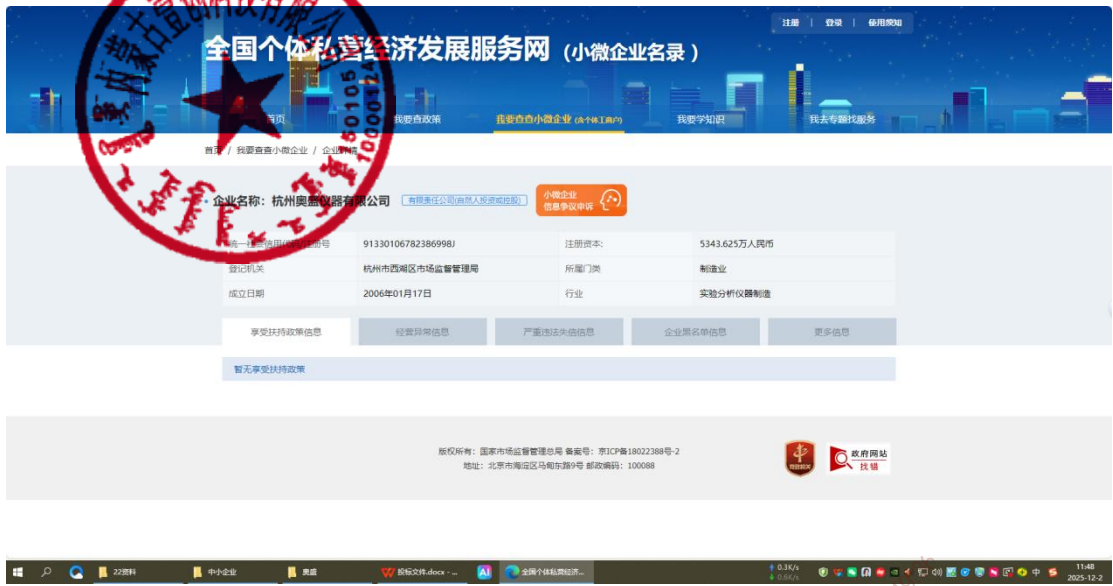 注册 | 登录 | 使用须知
全国个体私营经济发展服务网（小微企业名录）
首页 我要查政策 我要查查小微企业 (含个体工商户) 我要学知识 我去专题找服务
首页 / 我要查查小微企业 / 企业详情
企业名称：杭州奥盛仪器有限公司 有限责任公司(自然人投资或控股) 小微企业
信息争议申诉
统一社会信用代码/注册号 91330106782386998J 注册资本: 5343.625万人民币
登记机关 杭州市西湖区市场监督管理局 所属门类 制造业
成立日期 2006年01月17日 行业 实验分析仪器制造
享受扶持政策信息 经营异常信息 严重违法失信信息 企业黑名单信息 更多信息
暂无享受扶持政策
版权所有：国家市场监督管理总局 备案号：京ICP备18022388号-2
地址：北京市海淀区马甸东路9号 邮政编码：100088
党政机关
政府网站
找错
22资料 中小企业 奥盛 投标文件.docx - ... AI 全国个体私营经济...
0.3K/s
0.6K/s
中
11:48
2025-12-2